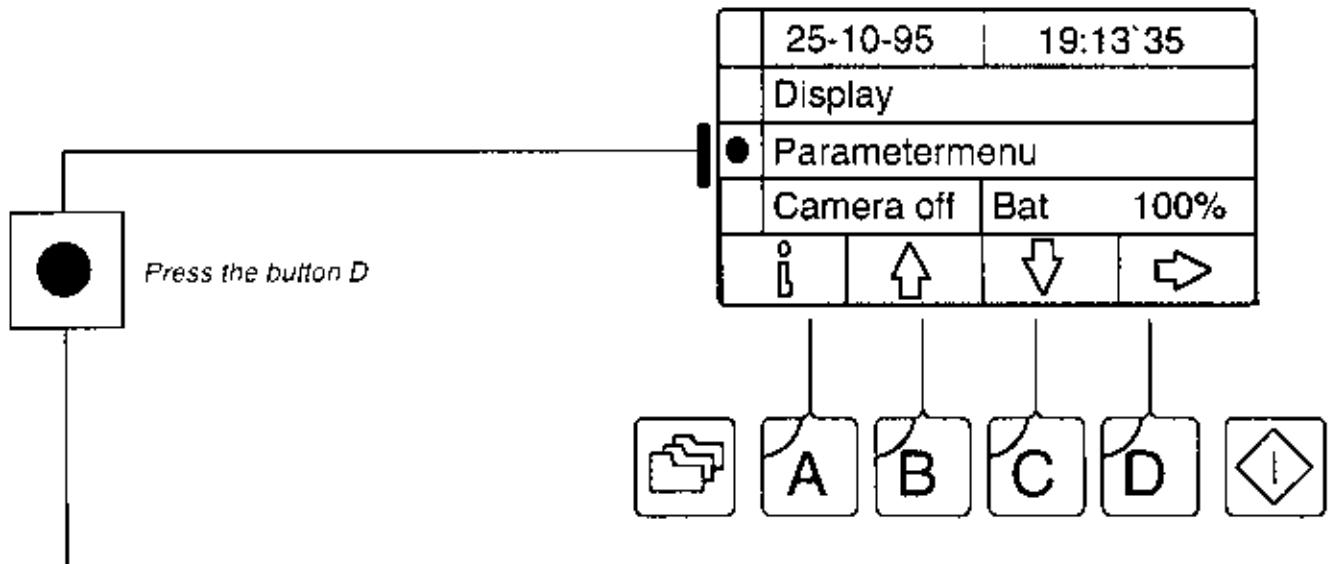 25-10-95 19:13`35
Display
Parametermenu
Camera off Bat 100%
Press the button D
i
A B C D